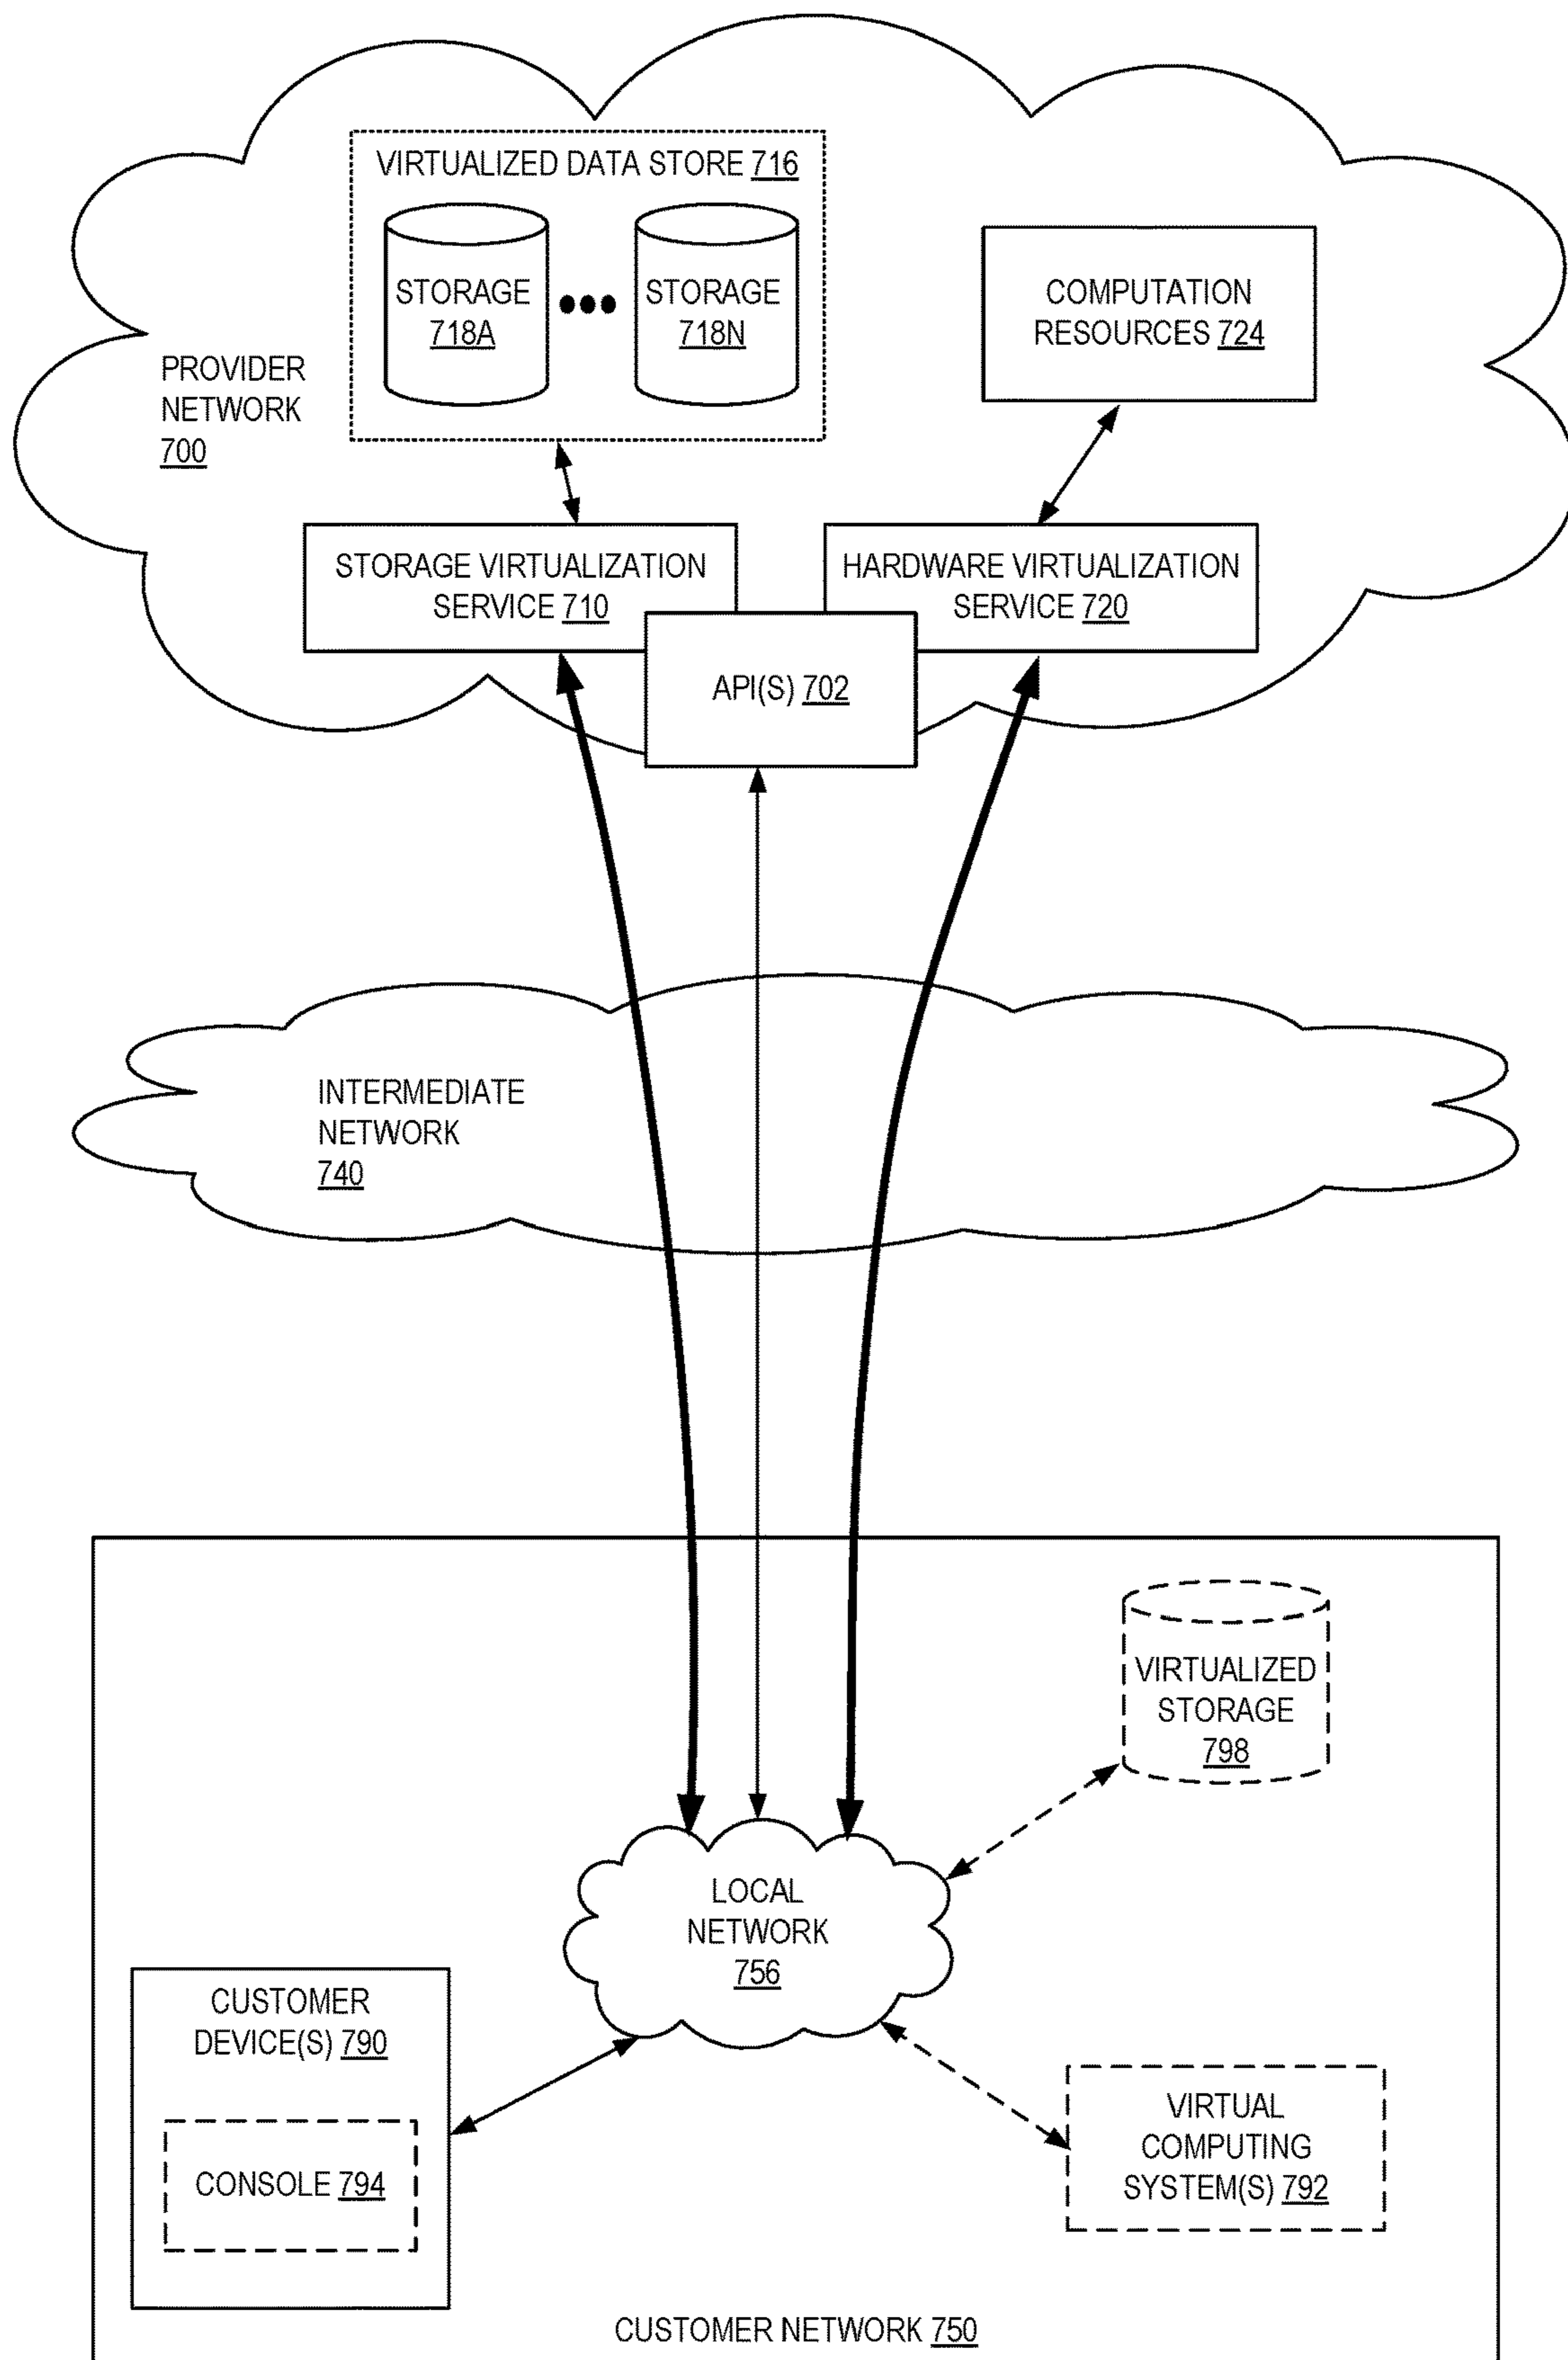 VIRTUALIZED DATA STORE 716
STORAGE
718A
STORAGE
718N
COMPUTATION
RESOURCES 724
PROVIDER
NETWORK
700
STORAGE VIRTUALIZATION
SERVICE 710
HARDWARE VIRTUALIZATION
SERVICE 720
API(S) 702
INTERMEDIATE
NETWORK
740
VIRTUALIZED
STORAGE
798
LOCAL
NETWORK
756
CUSTOMER
DEVICE(S) 790
CONSOLE 794
VIRTUAL
COMPUTING
SYSTEM(S) 792
CUSTOMER NETWORK 750